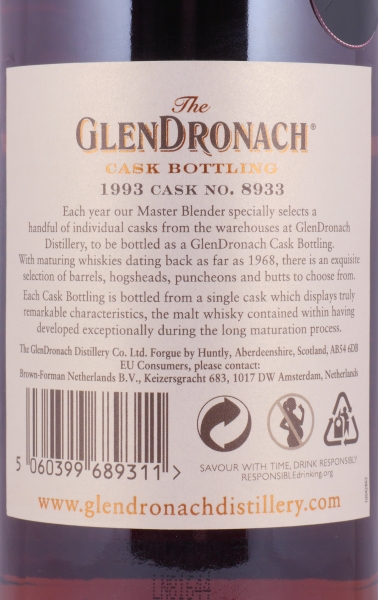 The
GLENDRONACH®
CASK BOTTLING
1993 CASK NO. 8933
Each year our Master Blender specially selects a
handful of individual casks from the warehouses at GlenDronach
Distillery, to be bottled as a GlenDronach Cask Bottling.
With maturing whiskies dating back as far as 1968, there is an exquisite
selection of barrels, hogsheads, puncheons and butts to choose from.
Each Cask Bottling is bottled from a single cask which displays truly
remarkable characteristics, the malt whisky contained within having
developed exceptionally during the long maturation process.
The GlenDronach Distillery Co. Ltd. Forgue by Huntly, Aberdeenshire, Scotland, AB54 6DB
EU Consumers, please contact:
Brown-Forman Netherlands B.V., Keizersgracht 683, 1017 DW Amsterdam, Netherlands
5 060399 689311 >
SAVOUR WITH TIME, DRINK RESPONSIBLY
RESPONSIBLEdrinking.org
www.glendronachdistillery.com